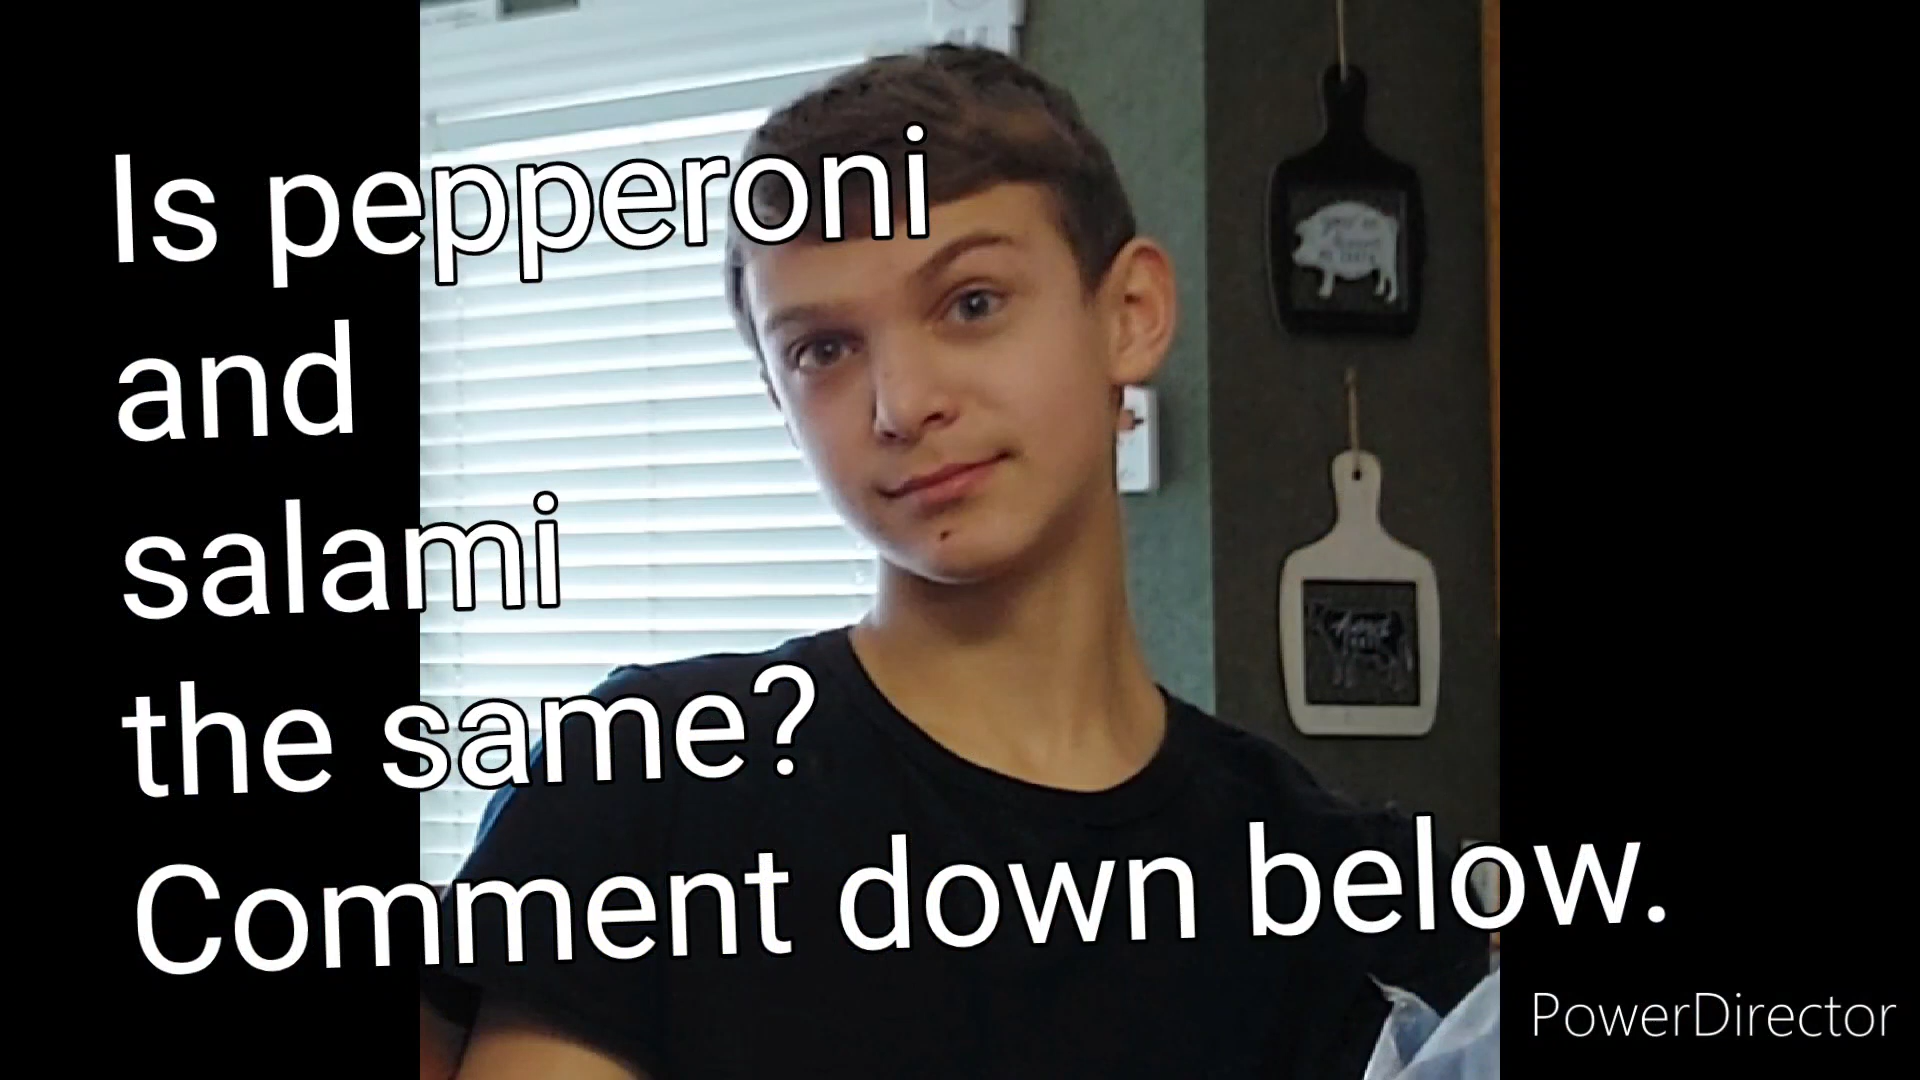 Is pepperoni
and
salami
the same?
Comment down below.
PowerDirector